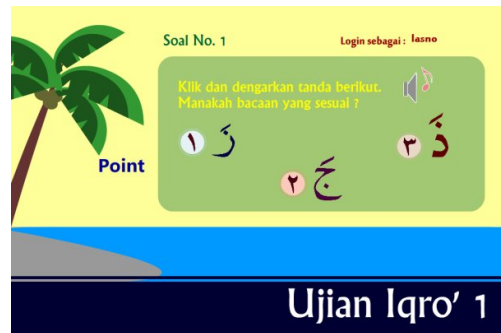 Soal No. 1
Login sebagai : lasno
Klik dan dengarkan tanda berikut.
Manakah bacaan yang sesuai ?
١ زَ
٢ جَ
٣ ذَ
Point
Ujian Iqro' 1